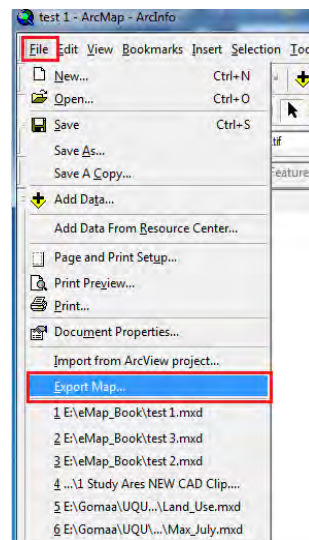 test 1 - ArcMap - ArcInfo
File Edit View Bookmarks Insert Selection Too
New... Ctrl+N
Open... Ctrl+O
Save Ctrl+S
tif
Save As...
Save A Copy...
Feature
Add Data...
Add Data From Resource Center...
Page and Print Setup...
Print Preview...
Print...
Document Properties...
Import from ArcView project...
Export Map...
1 E:\eMap_Book\test 1.mxd
2 E:\eMap_Book\test 3.mxd
3 E:\eMap_Book\test 2.mxd
4 ...\1 Study Ares NEW CAD Clip....
5 E:\Gomaa\UQU...\Land_Use.mxd
6 E:\Gomaa\UQU\...\Max_July.mxd